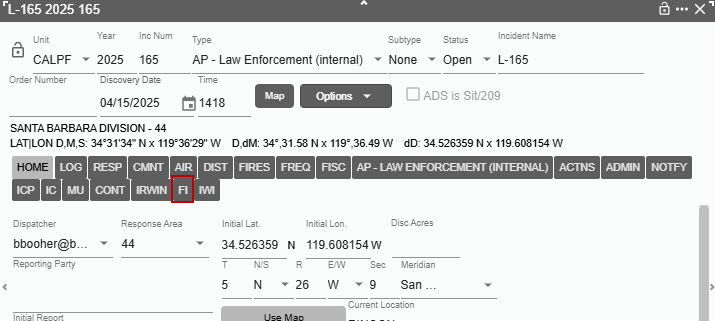 L-165 2025 165
Unit Year Inc Num Type Subtype Status Incident Name
CALPF 2025 165 AP - Law Enforcement (internal) None Open L-165
Order Number Discovery Date Time
04/15/2025 1418 Map Options ADS is Sit/209
SANTA BARBARA DIVISION - 44
LAT|LON D,M,S: 34°31'34" N x 119°36'29" W D,dM: 34°,31.58 N x 119°,36.49 W dD: 34.526359 N x 119.608154 W
HOME LOG RESP CMNT AIR DIST FIRES FREQ FISC AP - LAW ENFORCEMENT (INTERNAL) ACTNS ADMIN NOTFY
ICP IC MU CONT IRWIN FI IWI
Dispatcher Response Area Initial Lat. Initial Lon. Disc Acres
bbooher@b... 44 34.526359 N 119.608154 W
Reporting Party T N/S R E/W Sec Meridian
5 N 26 W 9 San ...
Initial Report Use Map Current Location